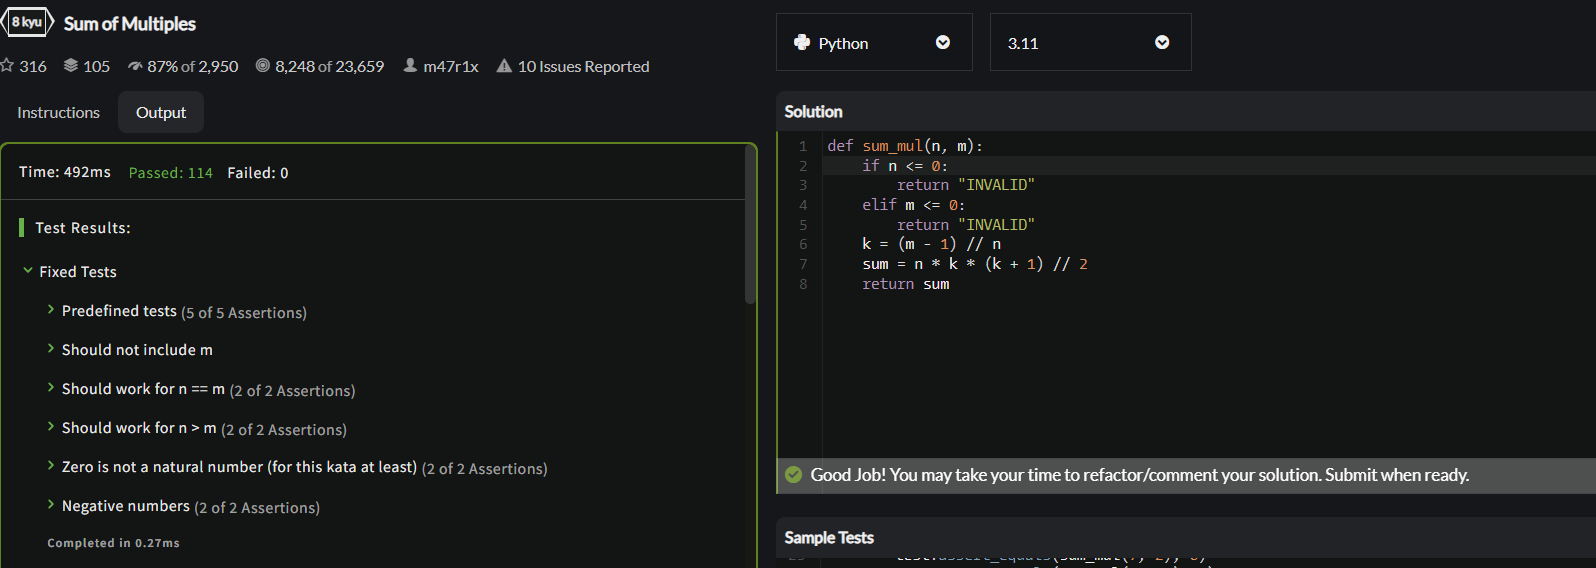 8 kyu Sum of Multiples
316 105 87% of 2,950 8,248 of 23,659 m47r1x 10 Issues Reported
Instructions Output
Time: 492ms Passed: 114 Failed: 0
Test Results:
Fixed Tests
Predefined tests (5 of 5 Assertions)
Should not include m
Should work for n == m (2 of 2 Assertions)
Should work for n > m (2 of 2 Assertions)
Zero is not a natural number (for this kata at least) (2 of 2 Assertions)
Negative numbers (2 of 2 Assertions)
Completed in 0.27ms
Python 3.11
Solution
1 def sum_mul(n, m):
2 if n <= 0:
3 return "INVALID"
4 elif m <= 0:
5 return "INVALID"
6 k = (m - 1) // n
7 sum = n * k * (k + 1) // 2
8 return sum
Good Job! You may take your time to refactor/comment your solution. Submit when ready.
Sample Tests